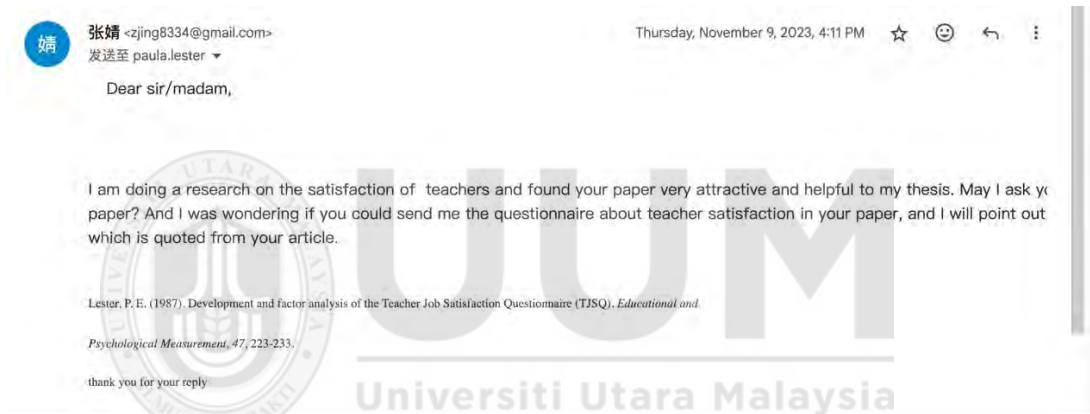 婧
张婧 <zjing8334@gmail.com>
Thursday, November 9, 2023, 4:11 PM
发送至 paula.lester
Dear sir/madam,
I am doing a research on the satisfaction of teachers and found your paper very attractive and helpful to my thesis. May I ask
paper? And I was wondering if you could send me the questionnaire about teacher satisfaction in your paper, and I will point out
which is quoted from your article.
Lester, P. E. (1987). Development and factor analysis of the Teacher Job Satisfaction Questionnaire (TJSQ). Educational and
Psychological Measurement, 47, 223-233.
thank you for your reply
UUM
Universiti Utara Malaysia